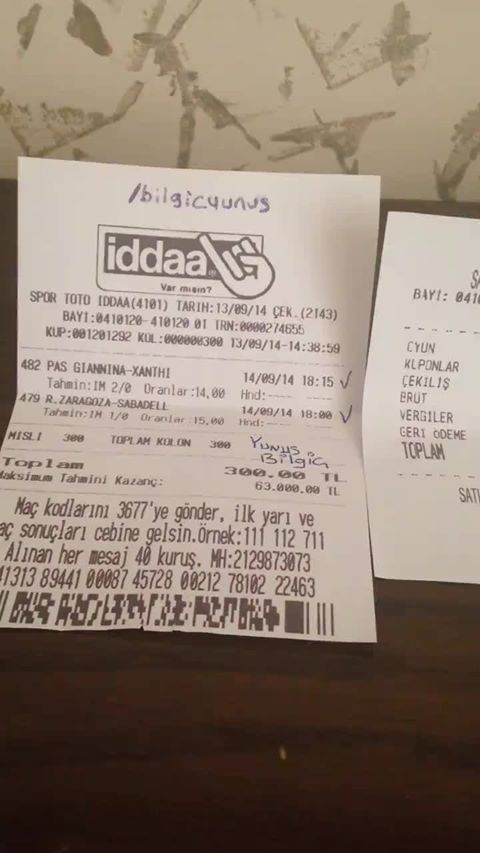 /bilgicyunus
iddaa
Var mısın?
SPOR TOTO IDDAA(4101) TARIH:13/09/14 ÇEK.(2143)
BAYI:0410120-410120 01 TRN:0000274655
KUP:001201292 KOL:000000300 13/09/14-14:38:59
482 PAS GIANNINA-XANTHI 14/09/14 18:15 ✓
Tahmin:IM 2/0 Oranlar:14,00 Hnd:--- ---
479 R.ZARAGOZA-SABADELL 14/09/14 18:00 ✓
Tahmin:IM 1/0 Oranlar:15,00 Hnd:--- ---
MISLI 300 TOPLAM KOLON 300
Yunus Bilgiç
Toplam 300.00 TL
Maksimum Tahmini Kazanç: 63.000.00 TL
Maç kodlarını 3677'ye gönder, ilk yarı ve
aç sonuçları cebine gelsin.Örnek:111 112 711
Alınan her mesaj 40 kuruş. MH:2129873073
41313 89441 00087 45728 00212 78102 22463
BAYI: 0410
OYUN
KUPONLAR
ÇEKILIŞ
BRÜT
VERGILER
GERI ÖDEME
TOPLAM
SATI